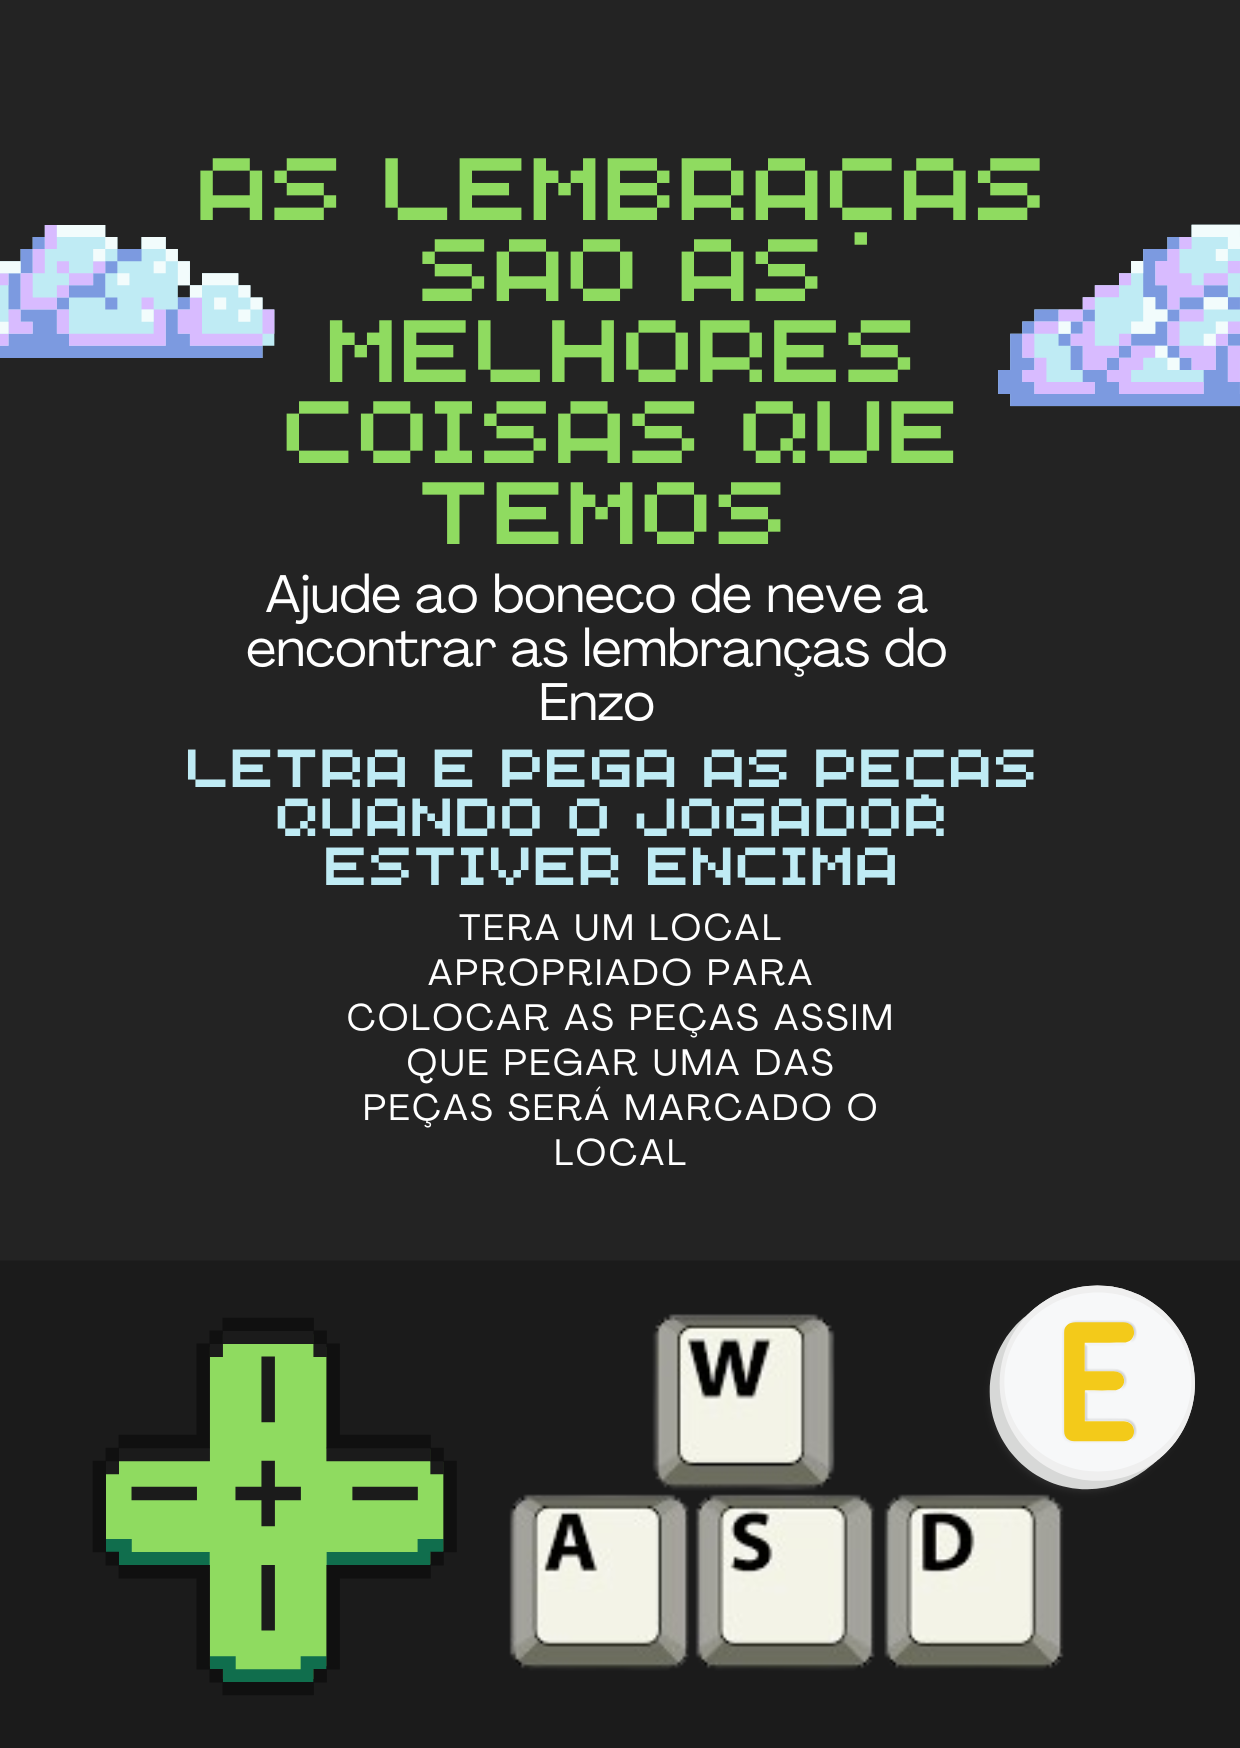 AS LEMBRAÇAS
SAO AS
MELHORES
COISAS QUE
TEMOS
Ajude ao boneco de neve a
encontrar as lembranças do
Enzo
LETRA E PEGA AS PEÇAS
QUANDO O JOGADOR
ESTIVER ENCIMA
TERA UM LOCAL
APROPRIADO PARA
COLOCAR AS PEÇAS ASSIM
QUE PEGAR UMA DAS
PEÇAS SERÁ MARCADO O
LOCAL
E
W
A S D